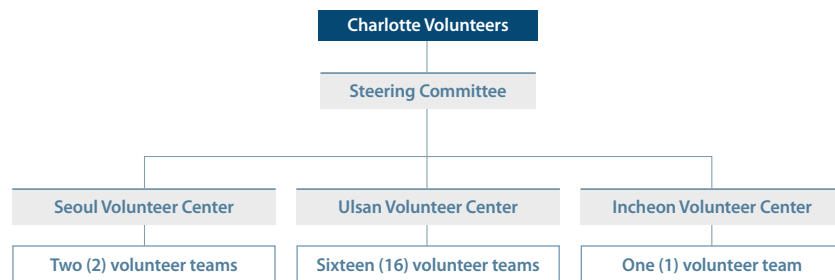 Charlotte Volunteers
Steering Committee
Seoul Volunteer Center
Ulsan Volunteer Center
Incheon Volunteer Center
Two (2) volunteer teams
Sixteen (16) volunteer teams
One (1) volunteer team